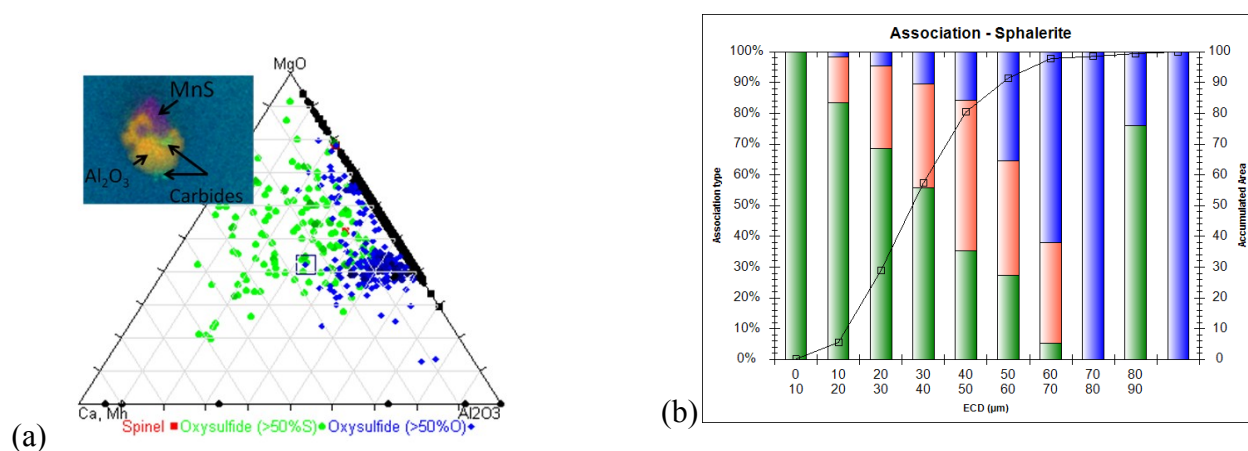 MgO
MnS
Al2O3
Carbides
Ca, Mh
Al2O3
Spinel Oxysulfide (>50%S) Oxysulfide (>50%O)
(a)
Association - Sphalerite
100%
90%
80%
70%
60%
50%
40%
30%
20%
10%
0%
Association type
100
90
80
70
60
50
40
30
20
10
0
Accumulated Area
0 10 20 30 40 50 60 70 80
10 20 30 40 50 60 70 80 90
ECD (µm)
(b)